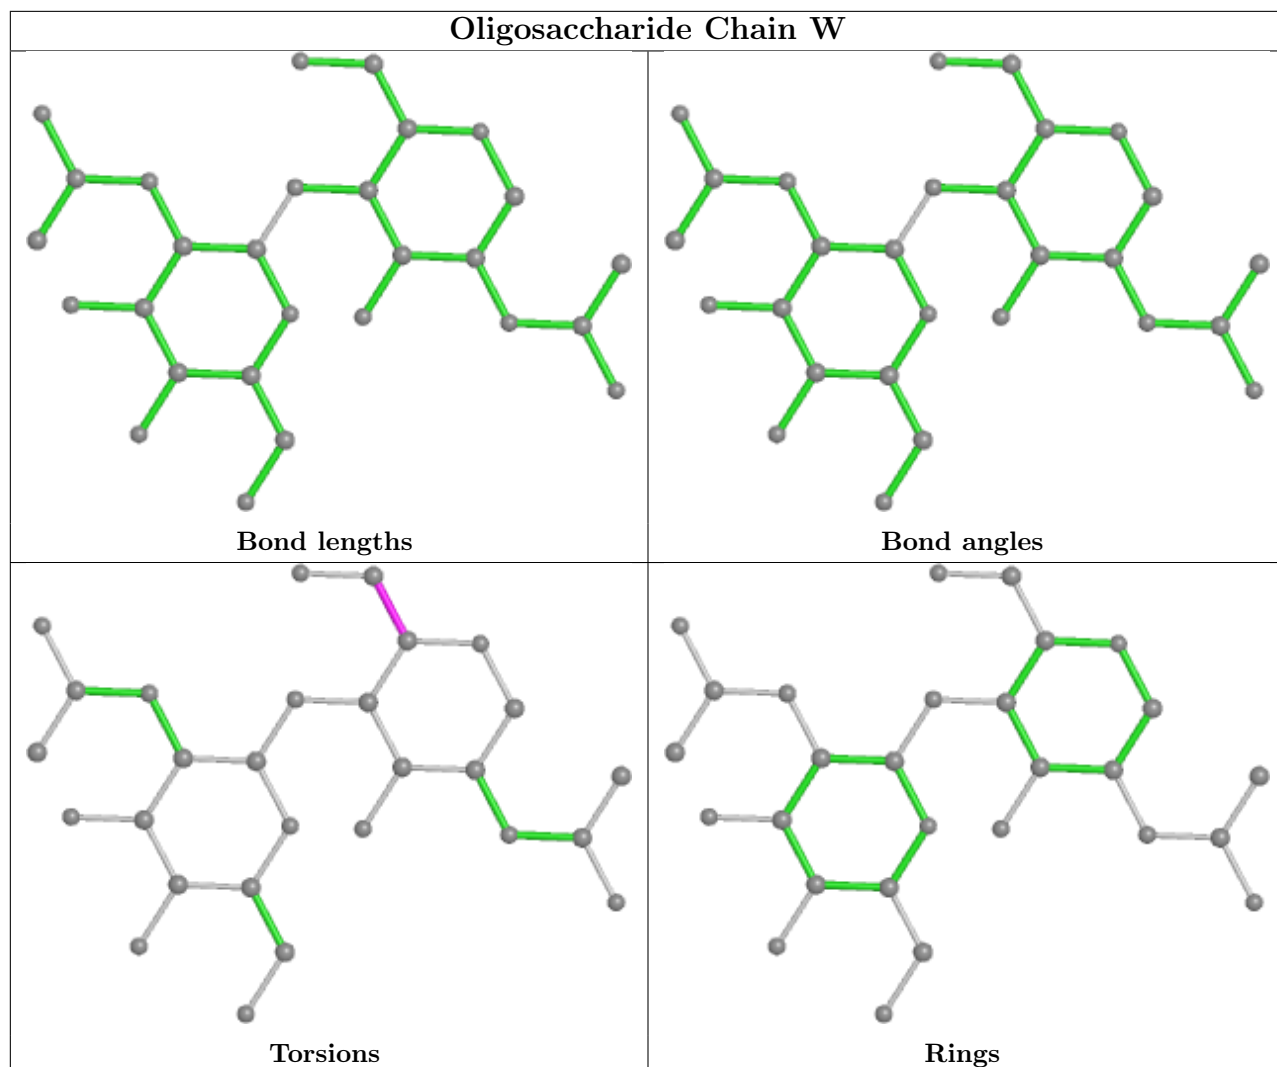 Oligosaccharide Chain W
Bond lengths
Bond angles
Torsions
Rings